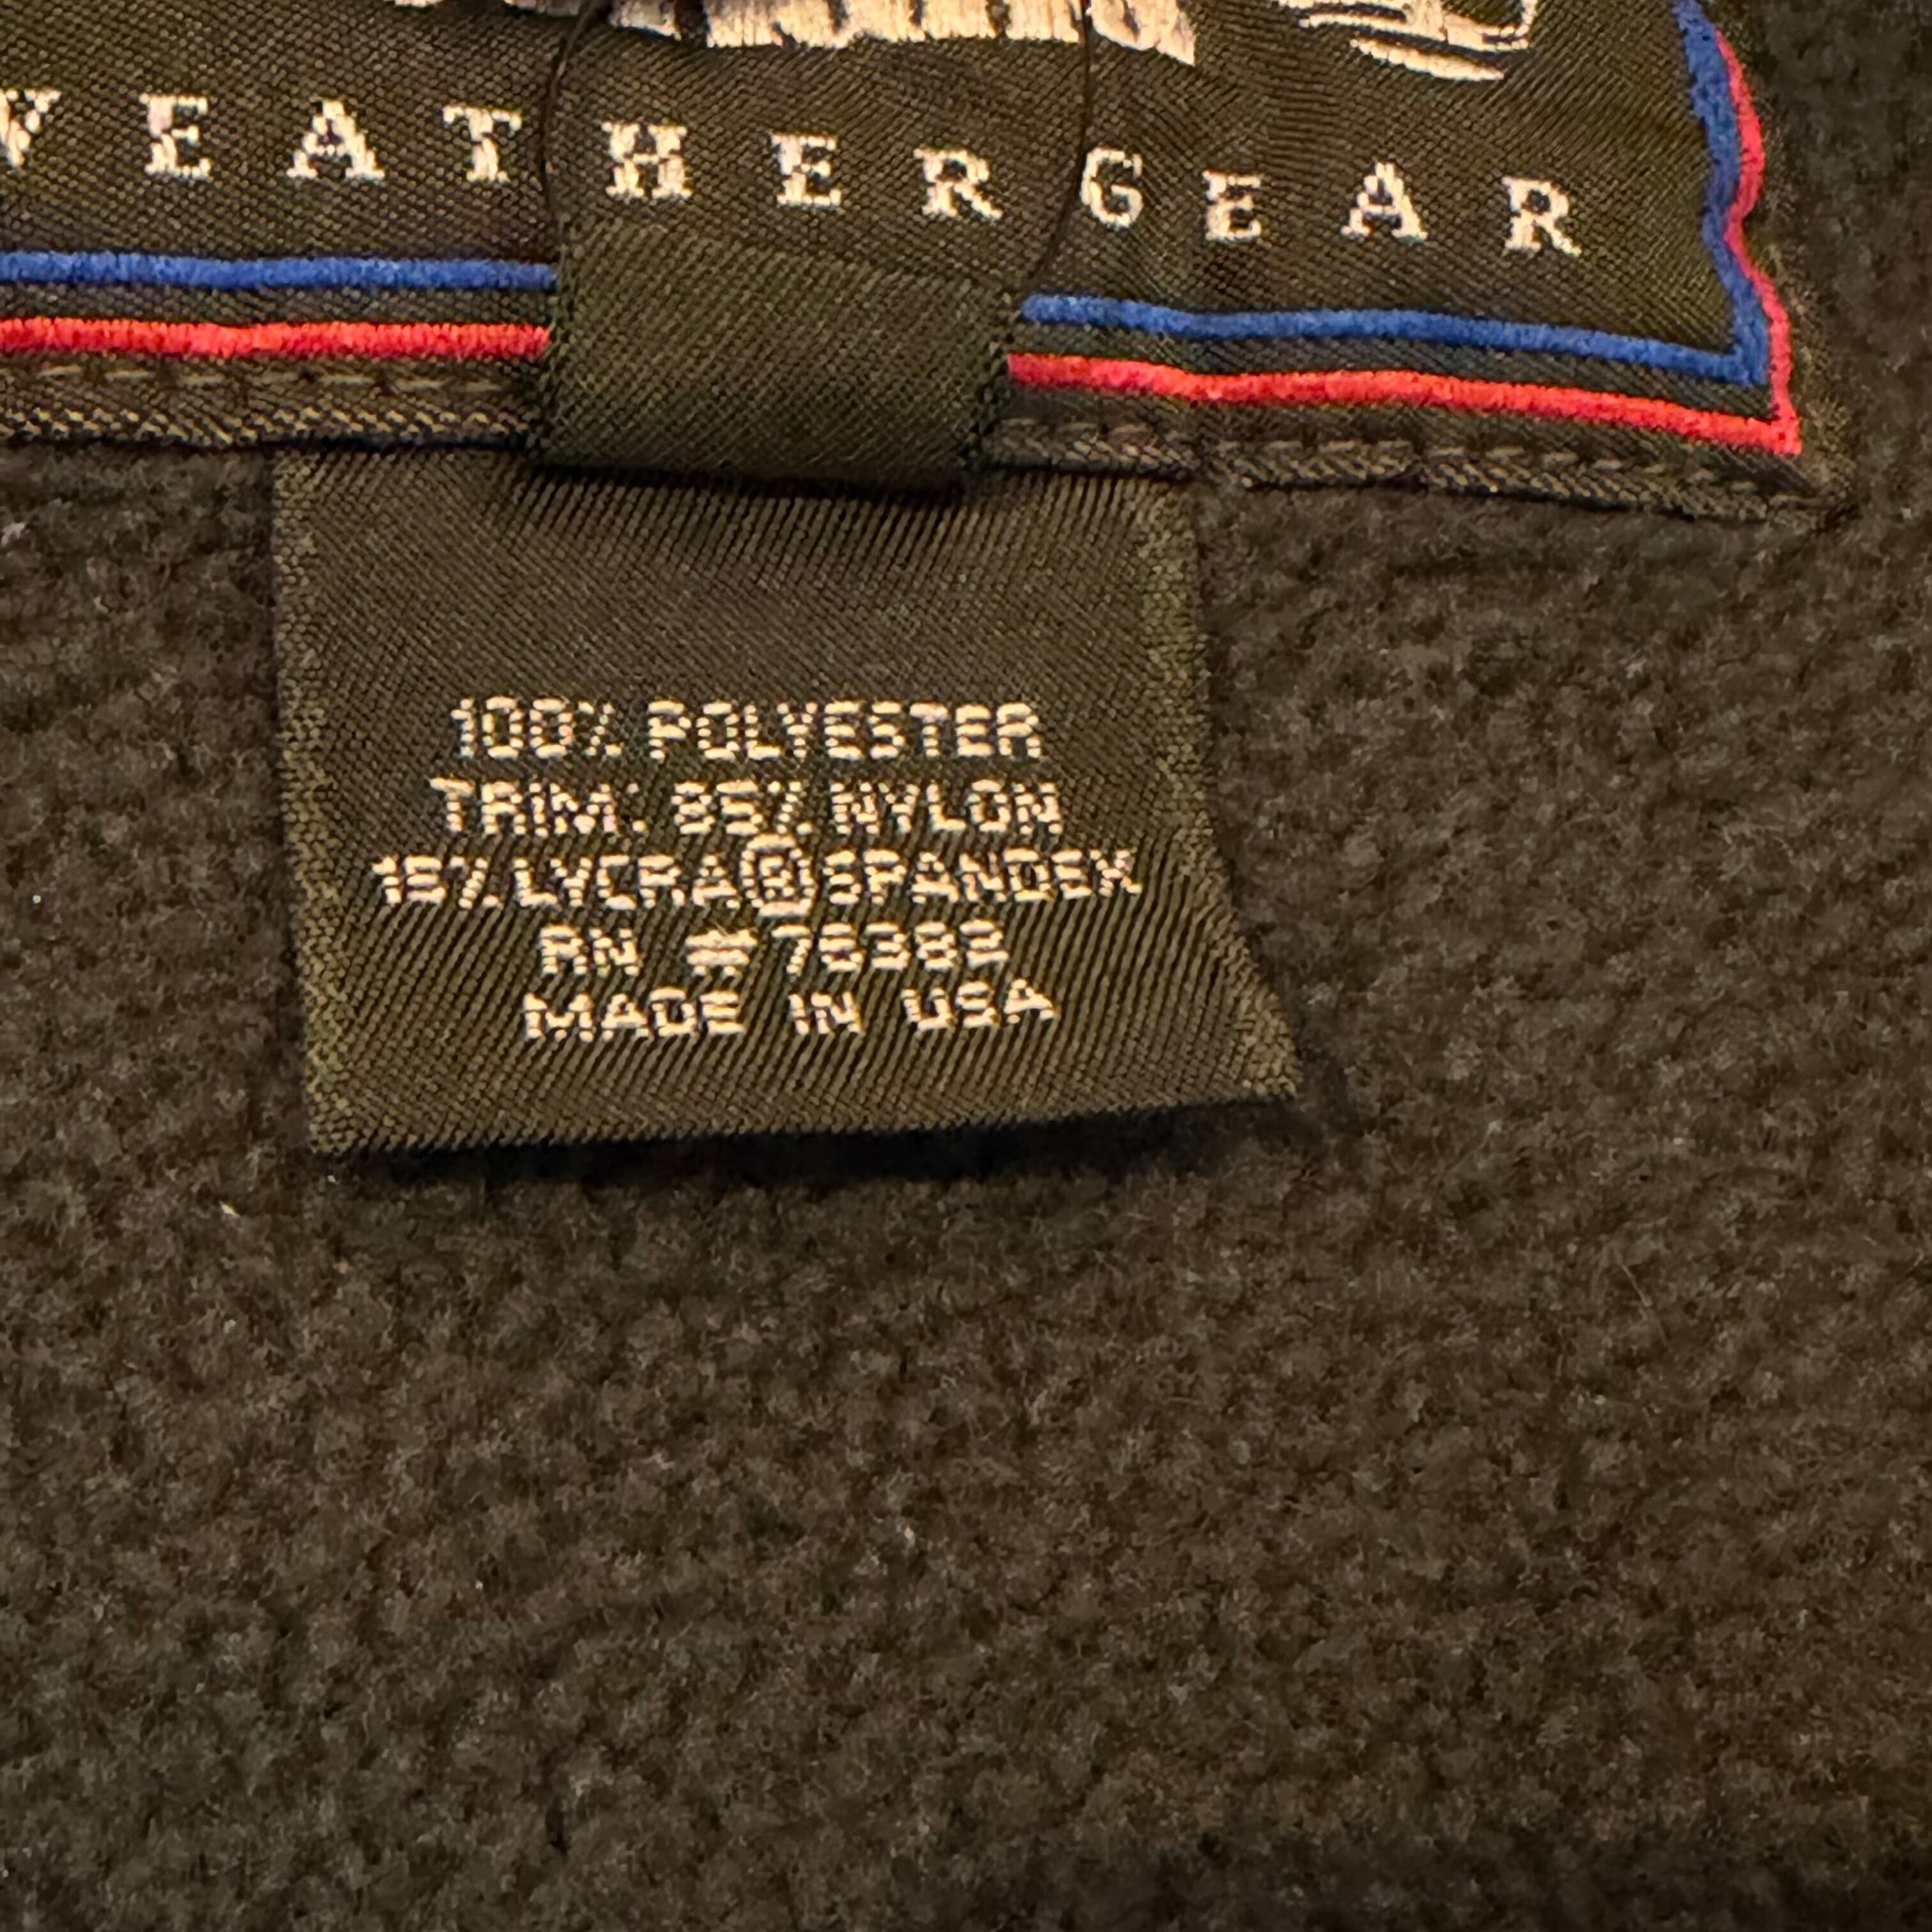 WEATHERGEAR
100% POLYESTER
TRIM: 85% NYLON
15% LYCRA® SPANDEX
RN #76382
MADE IN USA